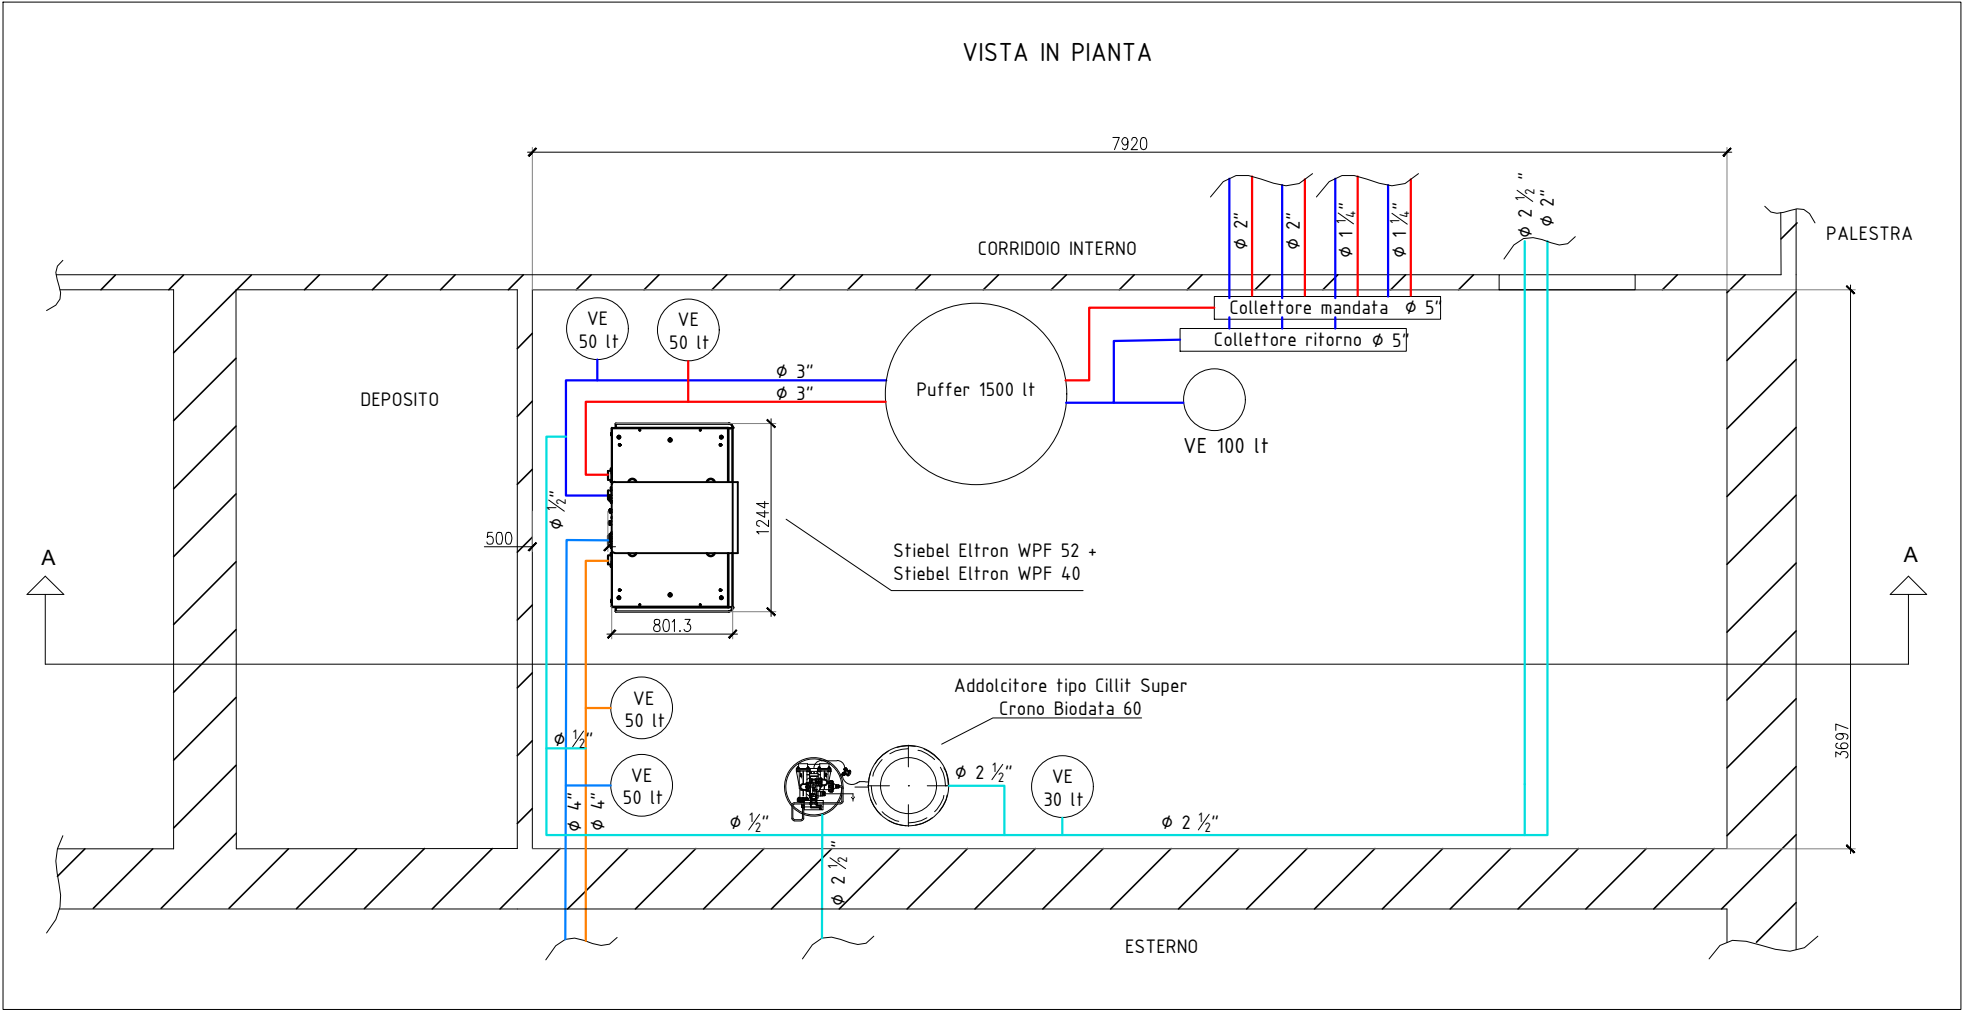 VISTA IN PIANTA
7920
ø 2"
ø 2"
ø 1 ¼"
ø 1 ¼"
ø 2 ½"
ø 2"
PALESTRA
CORRIDOIO INTERNO
VE
50 lt
VE
50 lt
Collettore mandata ø 5"
Collettore ritorno ø 5"
ø 3"
ø 3"
Puffer 1500 lt
DEPOSITO
VE 100 lt
ø ½"
1244
500
Stiebel Eltron WPF 52 +
Stiebel Eltron WPF 40
A
A
801.3
VE
50 lt
Addolcitore tipo Cillit Super
Crono Biodata 60
ø ½"
3697
VE
50 lt
ø 2 ½"
VE
30 lt
ø 4"
ø 4"
ø ½"
ø 2 ½"
ø 2 ½"
ESTERNO